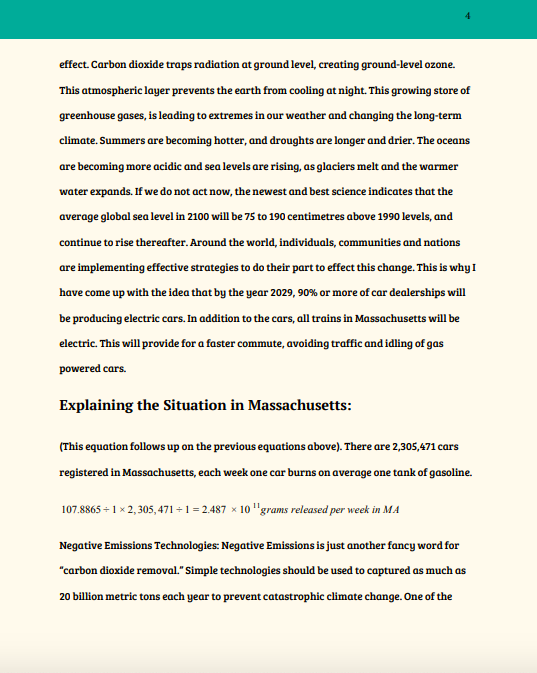 4
effect. Carbon dioxide traps radiation at ground level, creating ground-level ozone.
This atmospheric layer prevents the earth from cooling at night. This growing store of
greenhouse gases, is leading to extremes in our weather and changing the long-term
climate. Summers are becoming hotter, and droughts are longer and drier. The oceans
are becoming more acidic and sea levels are rising, as glaciers melt and the warmer
water expands. If we do not act now, the newest and best science indicates that the
average global sea level in 2100 will be 75 to 190 centimetres above 1990 levels, and
continue to rise thereafter. Around the world, individuals, communities and nations
are implementing effective strategies to do their part to effect this change. This is why I
have come up with the idea that by the year 2029, 90% or more of car dealerships will
be producing electric cars. In addition to the cars, all trains in Massachusetts will be
electric. This will provide for a faster commute, avoiding traffic and idling of gas
powered cars.
Explaining the Situation in Massachusetts:
(This equation follows up on the previous equations above). There are 2,305,471 cars
registered in Massachusetts, each week one car burns on average one tank of gasoline.
107.8865 ÷ 1 × 2, 305, 471 ÷ 1 = 2.487 × 10 ¹¹grams released per week in MA
Negative Emissions Technologies: Negative Emissions is just another fancy word for
“carbon dioxide removal.” Simple technologies should be used to captured as much as
20 billion metric tons each year to prevent catastrophic climate change. One of the